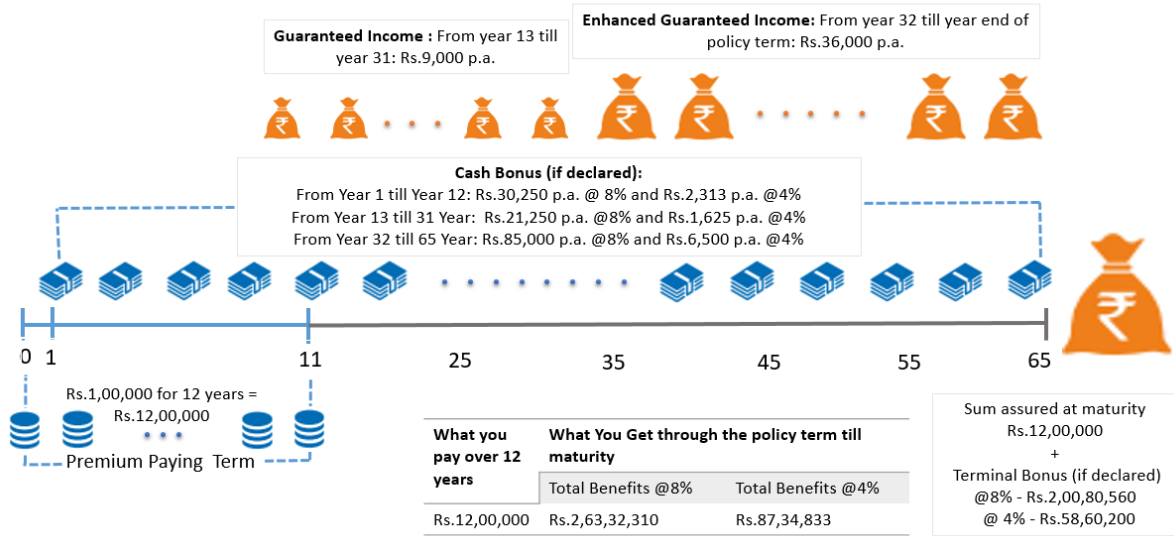 Guaranteed Income : From year 13 till
year 31: Rs.9,000 p.a.
Enhanced Guaranteed Income: From year 32 till year end of
policy term: Rs.36,000 p.a.
₹ ₹ ₹ ₹ ₹ ₹ ₹ ₹
Cash Bonus (if declared):
From Year 1 till Year 12: Rs.30,250 p.a. @ 8% and Rs.2,313 p.a. @4%
From Year 13 till 31 Year: Rs.21,250 p.a. @8% and Rs.1,625 p.a. @4%
From Year 32 till 65 Year: Rs.85,000 p.a. @8% and Rs.6,500 p.a. @4%
₹
0 1 11 25 35 45 55 65
Rs.1,00,000 for 12 years =
Rs.12,00,000
Premium Paying Term
What you
pay over 12
years
What You Get through the policy term till
maturity
Total Benefits @8% Total Benefits @4%
Rs.12,00,000 Rs.2,63,32,310 Rs.87,34,833
Sum assured at maturity
Rs.12,00,000
+
Terminal Bonus (if declared)
@8% - Rs.2,00,80,560
@ 4% - Rs.58,60,200